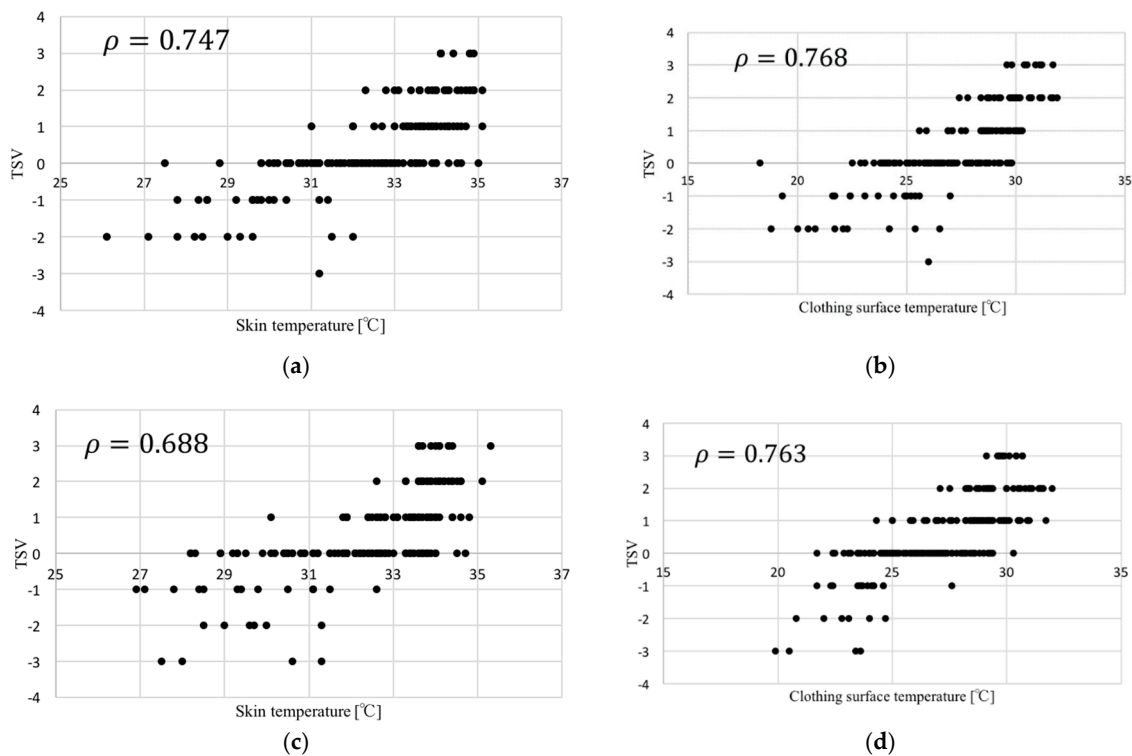 4
3
2
1
0
-1
-2
-3
-4
TSV
ρ = 0.747
25 27 29 31 33 35 37
Skin temperature [℃]
(a)
4
3
2
1
0
-1
-2
-3
-4
TSV
ρ = 0.768
15 20 25 30 35
Clothing surface temperature [℃]
(b)
4
3
2
1
0
-1
-2
-3
-4
TSV
ρ = 0.688
25 27 29 31 33 35 37
Skin temperature [℃]
(c)
4
3
2
1
0
-1
-2
-3
-4
TSV
ρ = 0.763
15 20 25 30 35
Clothing surface temperature [℃]
(d)